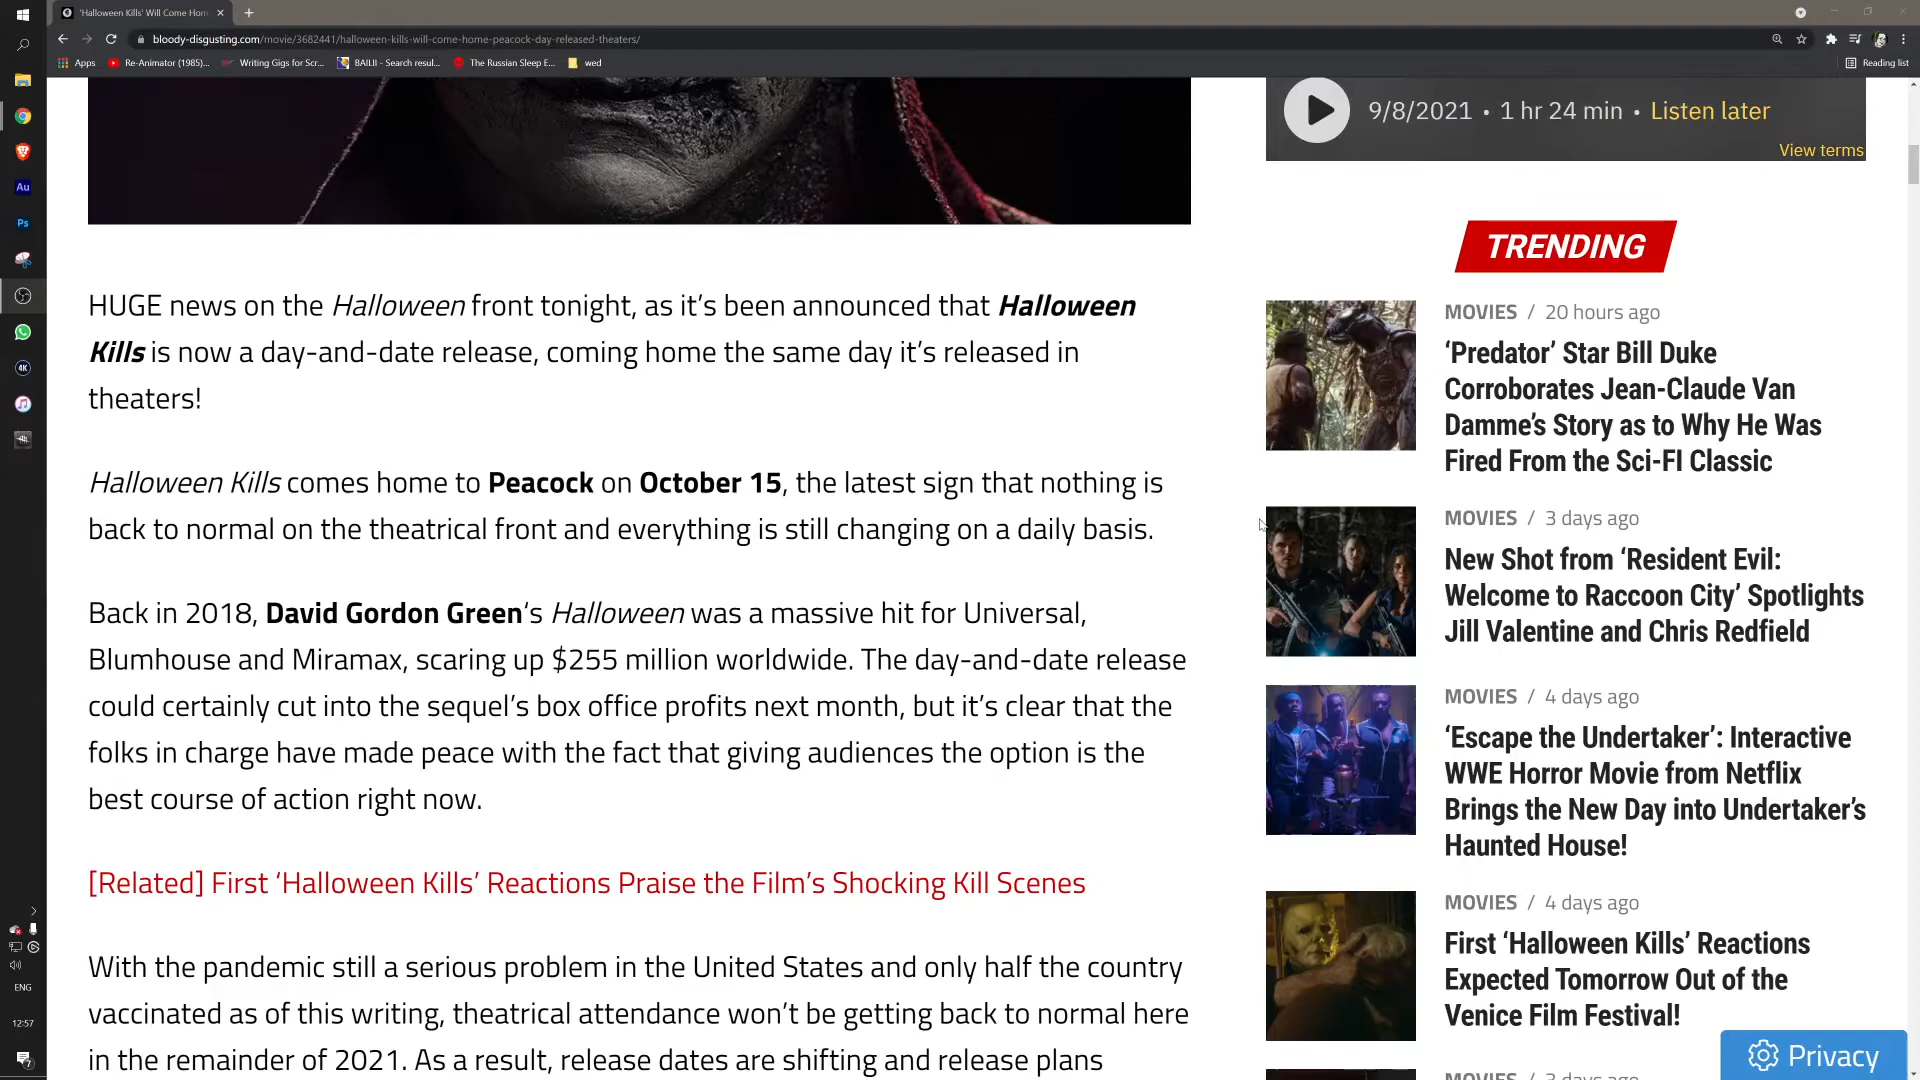 'Halloween Kills' Will Come Hom
bloody-disgusting.com/movie/3682441/halloween-kills-will-come-home-peacock-day-released-theaters/
Apps
Re-Animator (1985)...
Writing Gigs for Scr...
BAILII - Search resul...
The Russian Sleep E...
wed
Reading list
Au
Ps
4K
ENG
12:57
HUGE news on the Halloween front tonight, as it’s been announced that Halloween
Kills is now a day-and-date release, coming home the same day it’s released in
theaters!
Halloween Kills comes home to Peacock on October 15, the latest sign that nothing is
back to normal on the theatrical front and everything is still changing on a daily basis.
Back in 2018, David Gordon Green‘s Halloween was a massive hit for Universal,
Blumhouse and Miramax, scaring up $255 million worldwide. The day-and-date release
could certainly cut into the sequel’s box office profits next month, but it’s clear that the
folks in charge have made peace with the fact that giving audiences the option is the
best course of action right now.
[Related] First ‘Halloween Kills’ Reactions Praise the Film’s Shocking Kill Scenes
With the pandemic still a serious problem in the United States and only half the country
vaccinated as of this writing, theatrical attendance won’t be getting back to normal here
in the remainder of 2021. As a result, release dates are shifting and release plans
9/8/2021 • 1 hr 24 min • Listen later
View terms
TRENDING
MOVIES / 20 hours ago
‘Predator’ Star Bill Duke
Corroborates Jean-Claude Van
Damme’s Story as to Why He Was
Fired From the Sci-FI Classic
MOVIES / 3 days ago
New Shot from ‘Resident Evil:
Welcome to Raccoon City’ Spotlights
Jill Valentine and Chris Redfield
MOVIES / 4 days ago
‘Escape the Undertaker’: Interactive
WWE Horror Movie from Netflix
Brings the New Day into Undertaker’s
Haunted House!
MOVIES / 4 days ago
First ‘Halloween Kills’ Reactions
Expected Tomorrow Out of the
Venice Film Festival!
Privacy